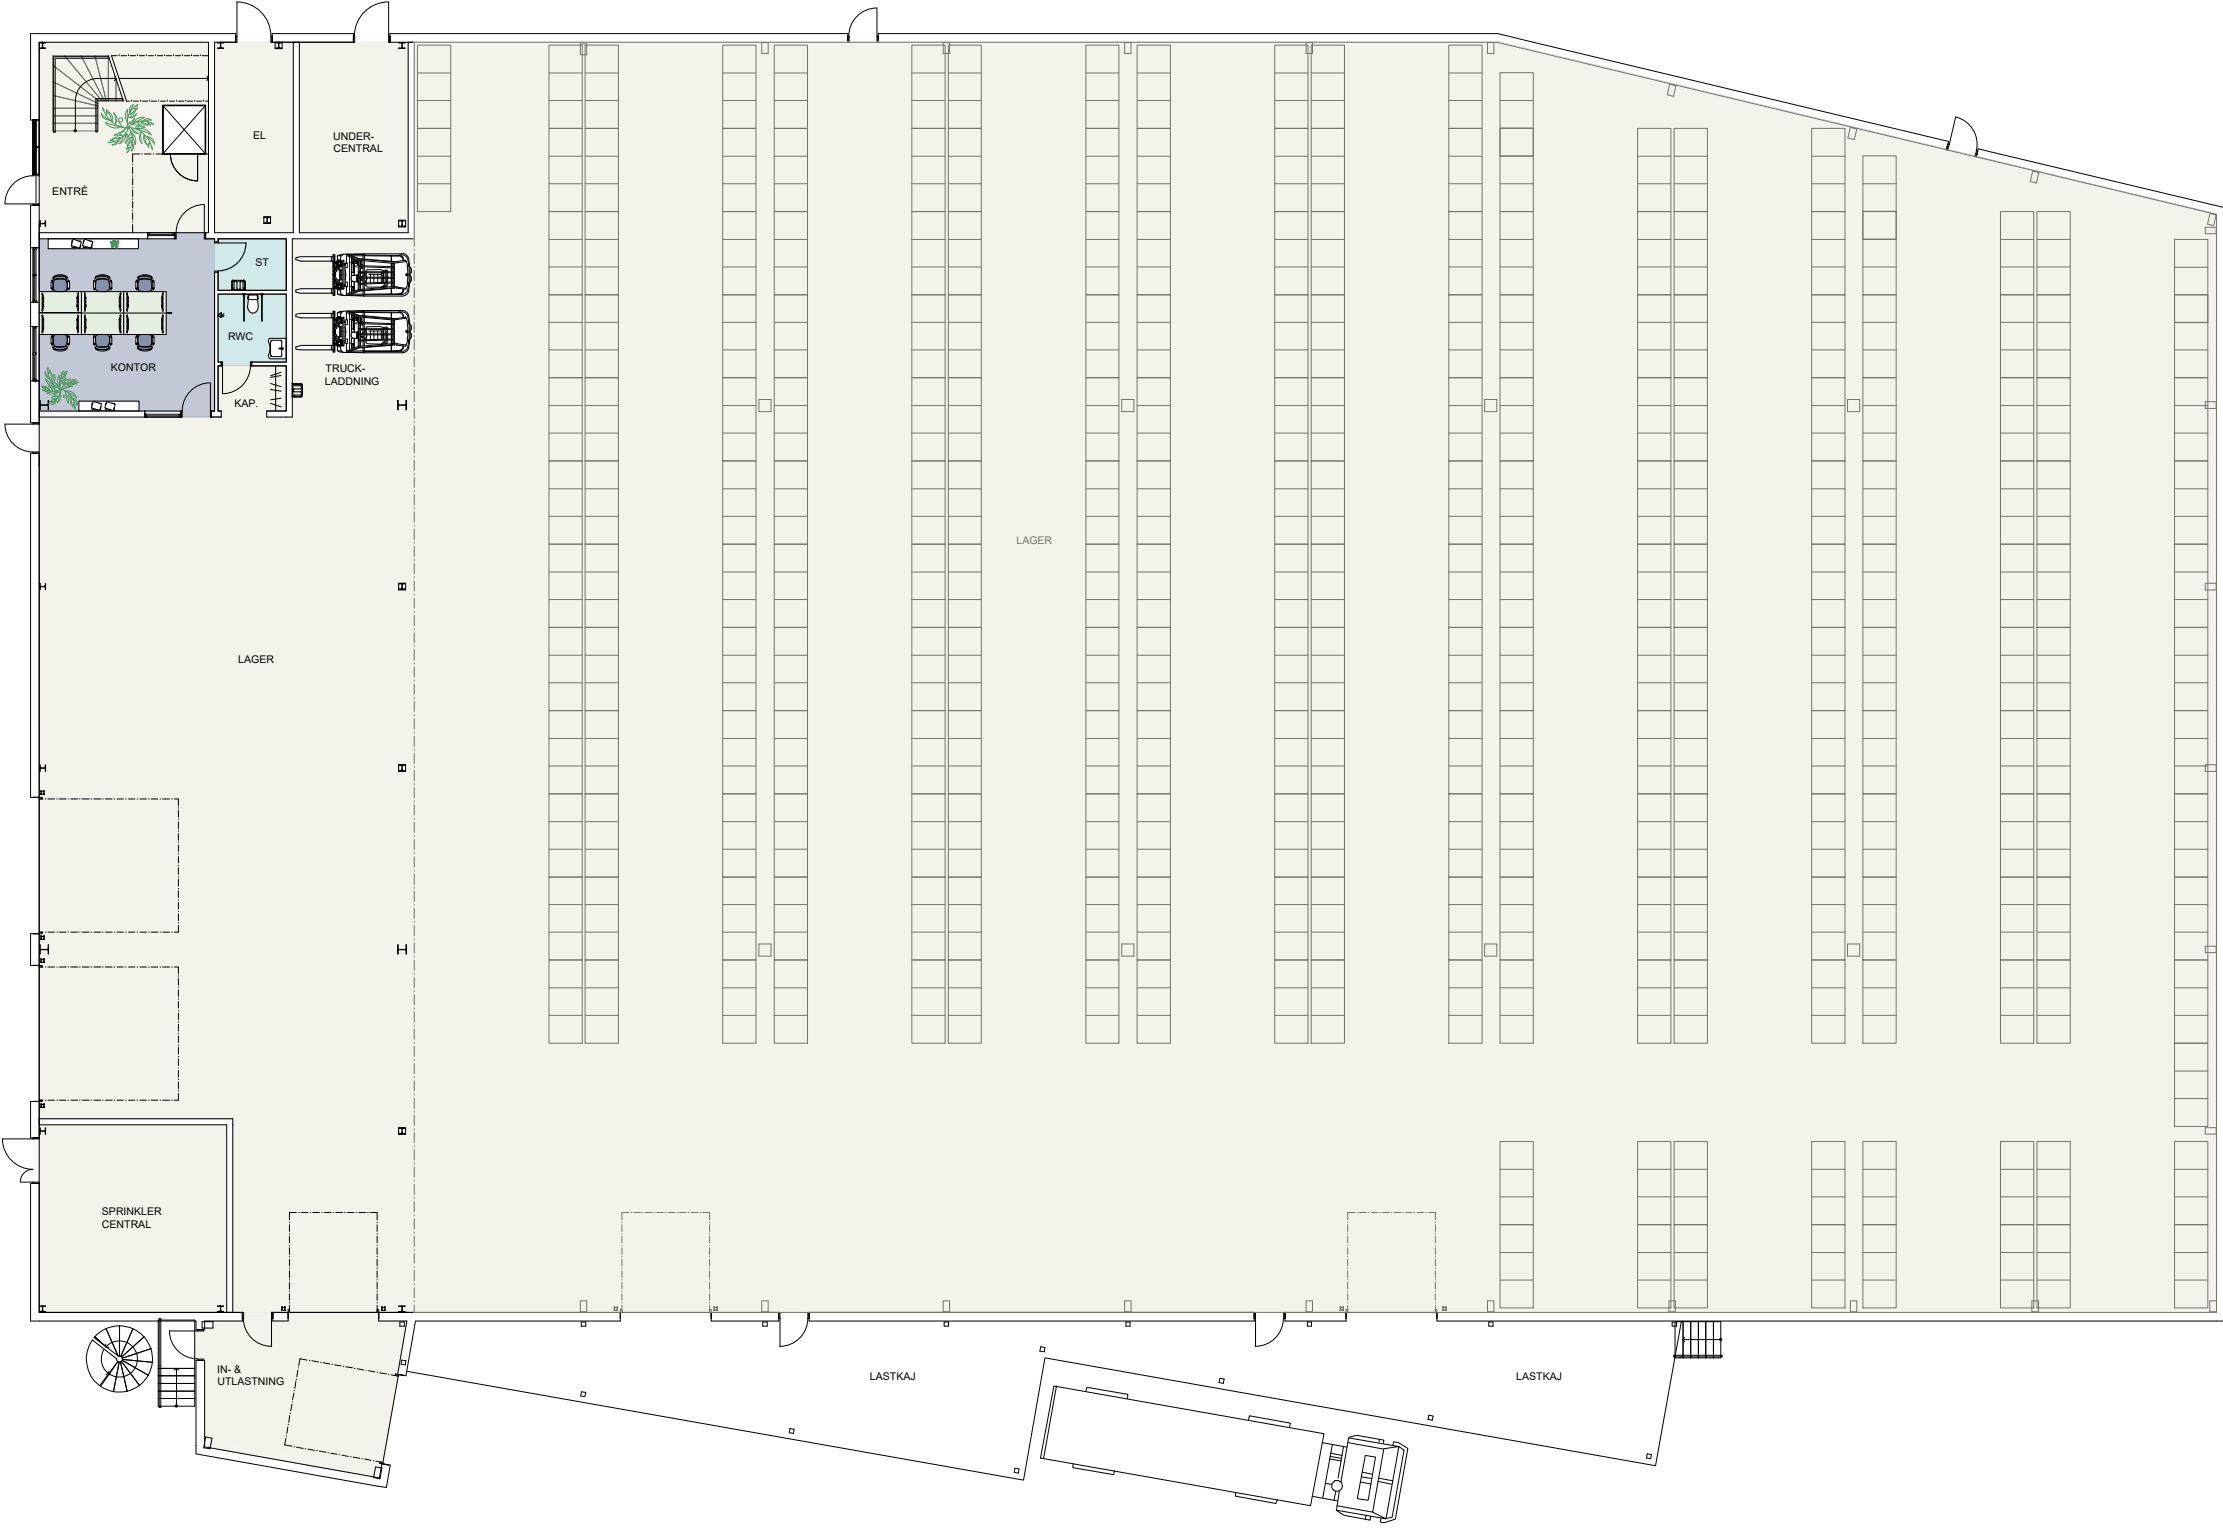 EL
UNDER-
CENTRAL
ENTRÉ
ST
RWC
KONTOR
TRUCK-
LADDNING
KAP.
LAGER
LAGER
SPRINKLER
CENTRAL
IN- &
UTLASTNING
LASTKAJ
LASTKAJ